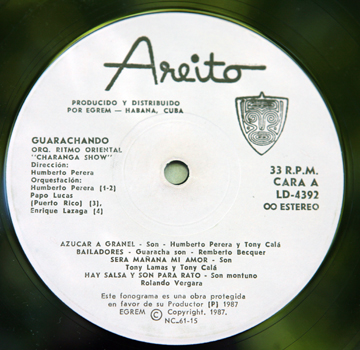 Areito
PRODUCIDO Y DISTRIBUIDO
POR EGREM — HABANA, CUBA
GUARACHANDO
ORQ. RITMO ORIENTAL
"CHARANGA SHOW"
Dirección:
Humberto Perera
Orquestación:
Humberto Perera [1-2]
Papo Lucas
(Puerto Rico) [3],
Enrique Lazaga [4]
33 R.P.M.
CARA A
LD-4392
∞ ESTEREO
AZUCAR A GRANEL - Son - Humberto Perera y Tony Calá
BAILADORES - Guaracha son - Remberto Becquer
SERA MAÑANA MI AMOR - Son
Tony Lamas y Tony Calá
HAY SALSA Y SON PARA RATO - Son montuno
Rolando Vergara
Este fonograma es una obra protegida
en favor de su Productor [P] 1987
EGREM © Copyright, 1987.
NC-61-15